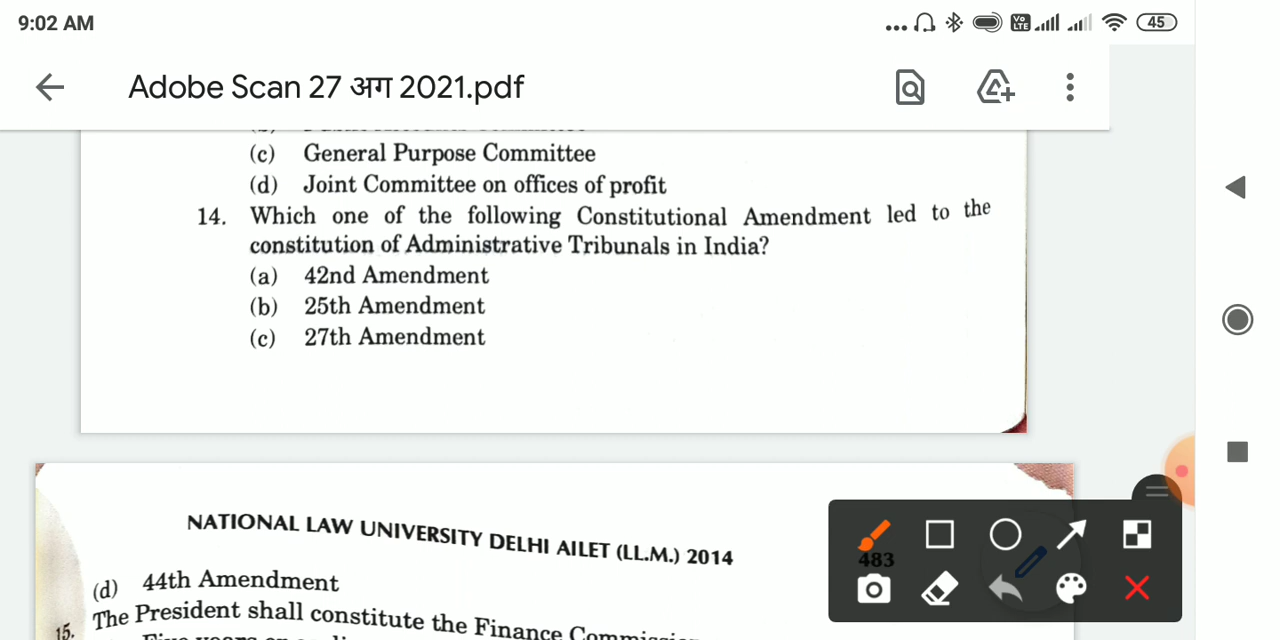 9:02 AM
45
Adobe Scan 27 अग 2021.pdf
(c) General Purpose Committee
(d) Joint Committee on offices of profit
14. Which one of the following Constitutional Amendment led to the
constitution of Administrative Tribunals in India?
(a) 42nd Amendment
(b) 25th Amendment
(c) 27th Amendment
NATIONAL LAW UNIVERSITY DELHI AILET (LL.M.) 2014
483
(d) 44th Amendment
15. The President shall constitute the Finance